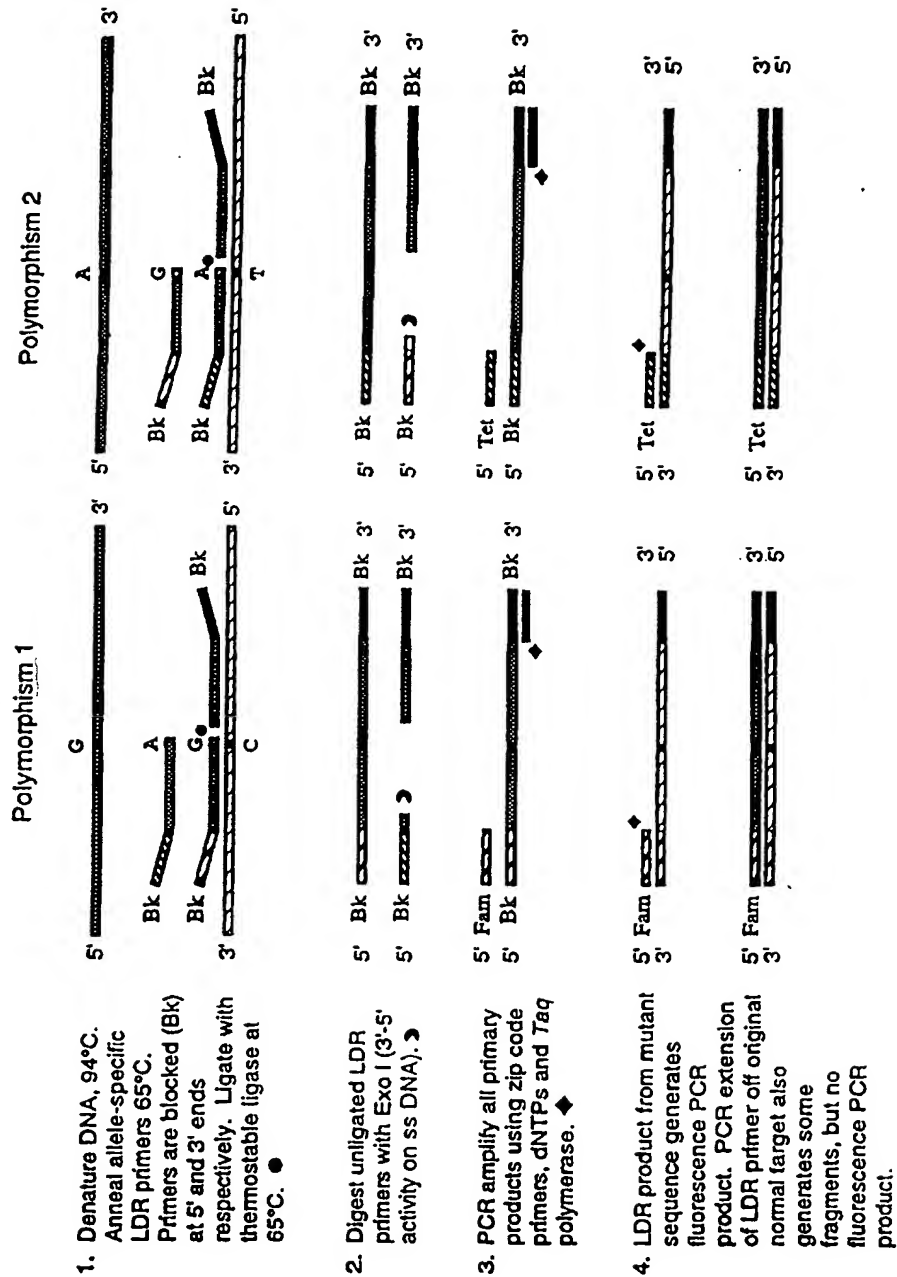 Polymorphism 1
Polymorphism 2
1. Denature DNA, 94°C.
Anneal allele-specific
LDR primers 65°C.
Primers are blocked (Bk)
at 5' and 3' ends
respectively. Ligate with
thermostable ligase at
65°C. ●
5' G 3'
Bk A
Bk G Bk
3' C 5'
5' A 3'
Bk G
Bk A Bk
3' T 5'
2. Digest unligated LDR
primers with Exo I (3'-5'
activity on ss DNA).
5' Bk Bk 3'
5' Bk Bk 3'
5' Bk Bk 3'
5' Bk Bk 3'
3. PCR amplify all primary
products using zip code
primers, dNTPs and Taq
polymerase. ◆
5' Fam
5' Bk Bk 3'
5' Tet
5' Bk Bk 3'
4. LDR product from mutant
sequence generates
fluorescence PCR
product. PCR extension
of LDR primer off original
normal target also
generates some
fragments, but no
fluorescence PCR
product.
5' Fam 3'
3' 5'
5' Fam 3'
3' 5'
5' Tet 3'
3' 5'
5' Tet 3'
3' 5'